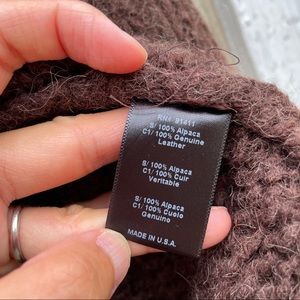 RN# 91411
S/ 100% Alpaca
C1/ 100% Genuine
Leather
S/ 100% Alpaca
C1/ 100% Cuir
Veritable
S/ 100% Alpaca
C1/ 100% Cuele
Genuino
MADE IN U.S.A.